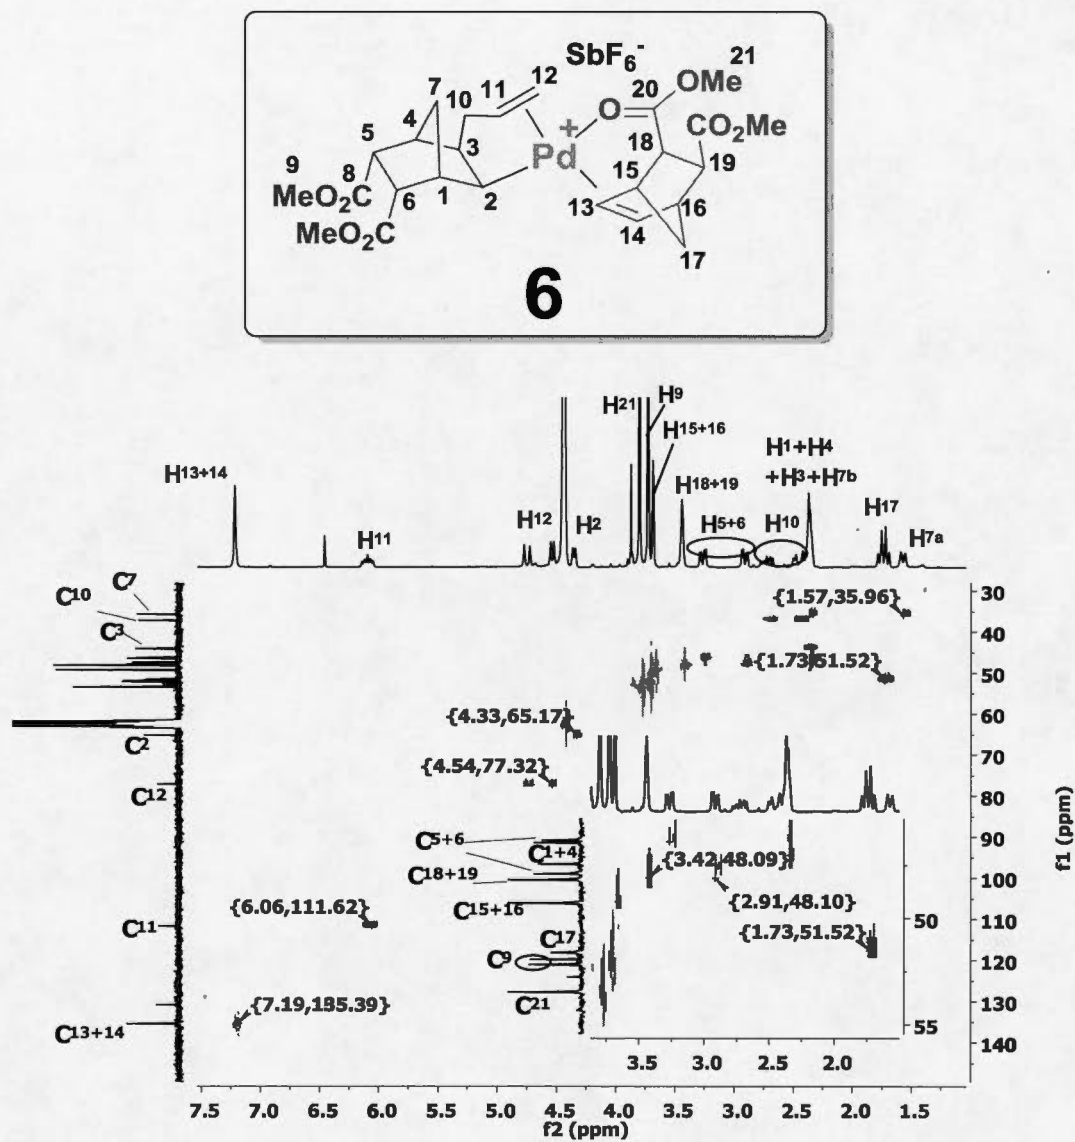 SbF₆⁻
21
7
12
20
OMe
11
10
O
4
+
CO₂Me
5
3
18
9
Pd
15
19
8
MeO₂C
6
1
2
13
16
MeO₂C
14
17
6
H²¹
H⁹
H¹⁵⁺¹⁶
H¹⁺H⁴
+H³+H⁷ᵇ
H¹³⁺¹⁴
H¹⁸⁺¹⁹
H¹²
H²
H⁵⁺⁶
H¹⁰
H¹⁷
H¹¹
H⁷ᵃ
C⁷
C¹⁰
C³
{1.57,35.96}
{1.73,51.52}
{4.33,65.17}
C²
{4.54,77.32}
C¹²
C⁵⁺⁶
C¹⁺⁴
{3.42,48.09}
C¹⁸⁺¹⁹
{2.91,48.10}
{6.06,111.62}
C¹⁵⁺¹⁶
C¹¹
{1.73,51.52}
C¹⁷
C⁹
{7.19,135.39}
C²¹
C¹³⁺¹⁴
50
55
3.5 3.0 2.5 2.0
30
40
50
60
70
80
90
100
110
120
130
140
f1 (ppm)
7.5 7.0 6.5 6.0 5.5 5.0 4.5 4.0 3.5 3.0 2.5 2.0 1.5
f2 (ppm)